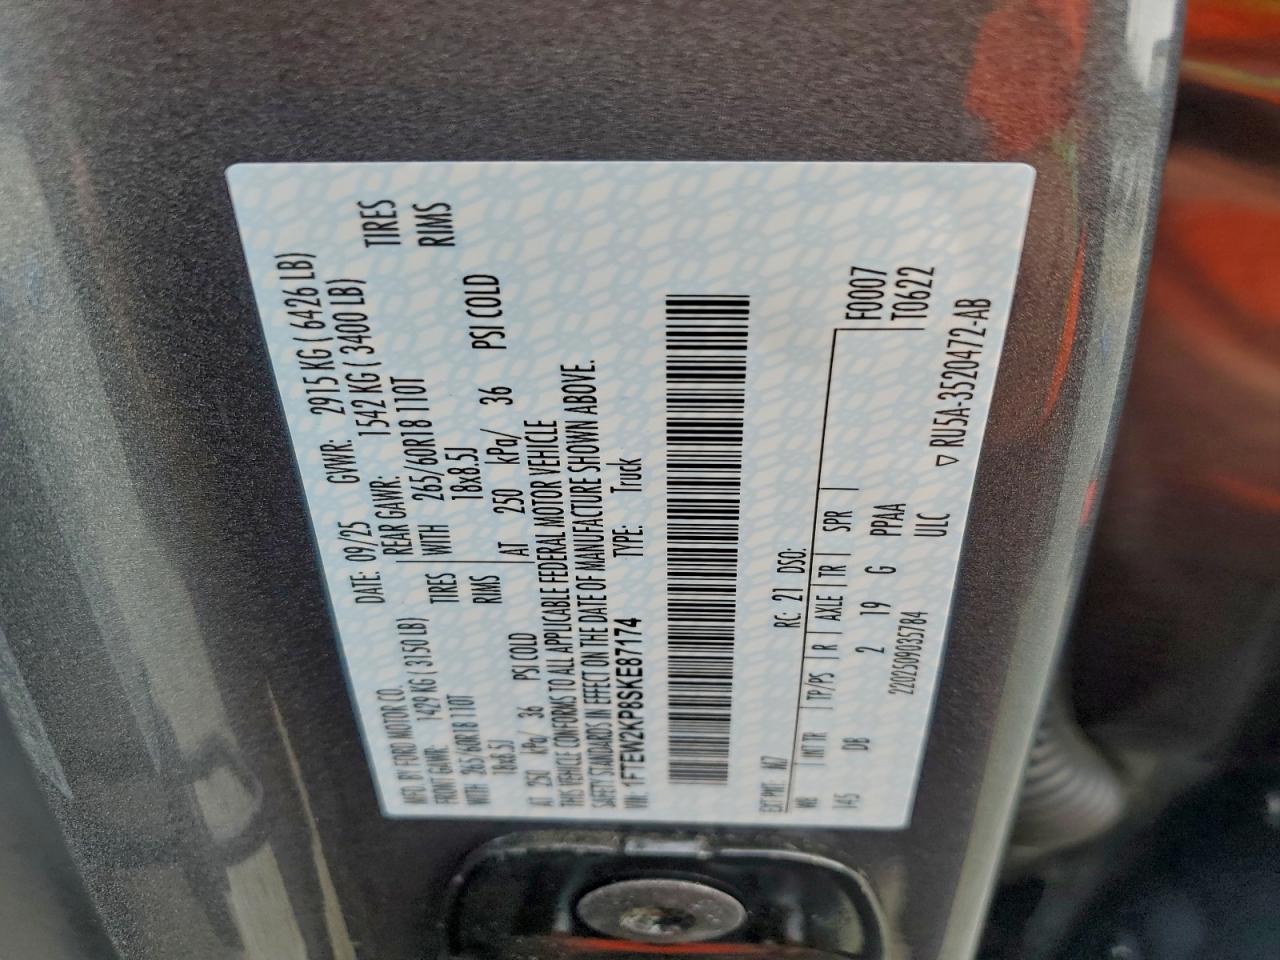 MFD. BY FORD MOTOR CO.
DATE: 09/25 GVWR: 2915 KG ( 6426 LB)
FRONT GAWR: 1429 KG ( 3150 LB)
REAR GAWR: 1542 KG ( 3400 LB)
WITH 265/60R18 110T TIRES
WITH 265/60R18 110T TIRES
18x8.5J RIMS
18x8.5J RIMS
AT 250 kPa/ 36 PSI COLD
AT 250 kPa/ 36 PSI COLD
THIS VEHICLE CONFORMS TO ALL APPLICABLE FEDERAL MOTOR VEHICLE
SAFETY STANDARDS IN EFFECT ON THE DATE OF MANUFACTURE SHOWN ABOVE.
VIN: 1FTEW2KP8SKE87174 TYPE: Truck
EXT PNT: M7 RC: 21 DSO:
WB | INT TR | TP/PS | R | AXLE | TR | SPR | F0007
145 DB 2 19 G PPAA T0622
ULC
2202509035784
▽ RU5A-3520472-AB